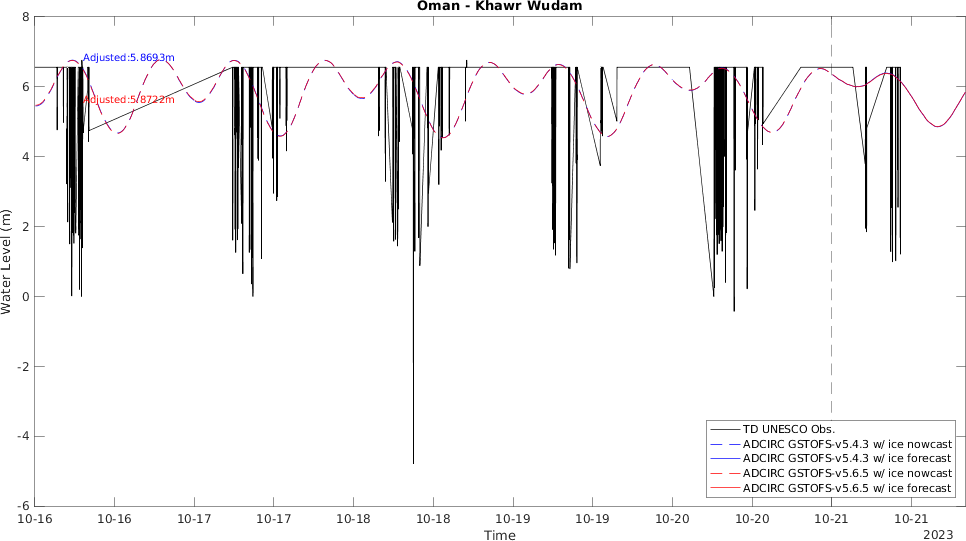 Oman - Khawr Wudam
8
6
4
2
0
-2
-4
-6
Water Level (m)
Adjusted:5.8693m
Adjusted:5.8722m
TD UNESCO Obs.
ADCIRC GSTOFS-v5.4.3 w/ ice nowcast
ADCIRC GSTOFS-v5.4.3 w/ ice forecast
ADCIRC GSTOFS-v5.6.5 w/ ice nowcast
ADCIRC GSTOFS-v5.6.5 w/ ice forecast
10-16 10-16 10-17 10-17 10-18 10-18 10-19 10-19 10-20 10-20 10-21 10-21
Time
2023